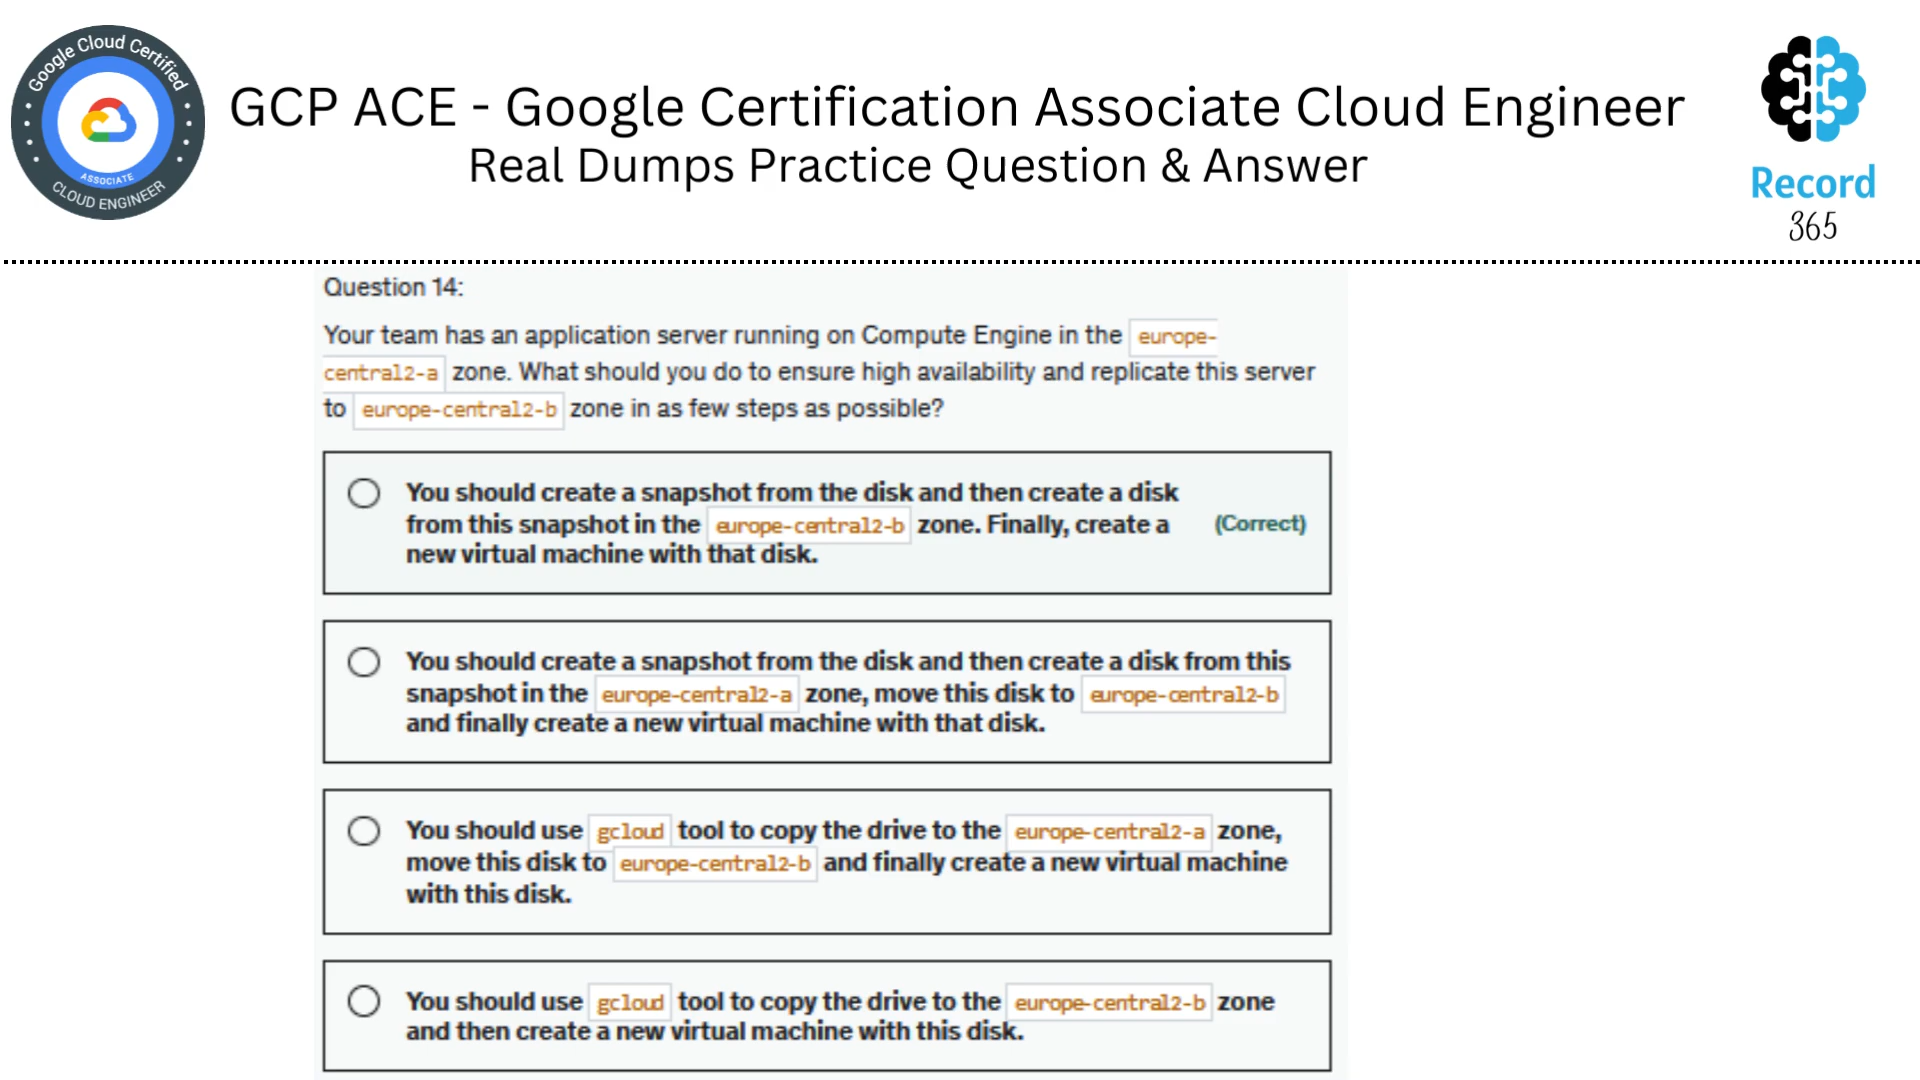 Google Cloud Certified
ASSOCIATE
CLOUD ENGINEER
GCP ACE - Google Certification Associate Cloud Engineer
Real Dumps Practice Question & Answer
Record
365
Question 14:
Your team has an application server running on Compute Engine in the europe-
central2-a zone. What should you do to ensure high availability and replicate this server
to europe-central2-b zone in as few steps as possible?
You should create a snapshot from the disk and then create a disk
from this snapshot in the europe-central2-b zone. Finally, create a
new virtual machine with that disk.
(Correct)
You should create a snapshot from the disk and then create a disk from this
snapshot in the europe-central2-a zone, move this disk to europe-central2-b
and finally create a new virtual machine with that disk.
You should use gcloud tool to copy the drive to the europe-central2-a zone,
move this disk to europe-central2-b and finally create a new virtual machine
with this disk.
You should use gcloud tool to copy the drive to the europe-central2-b zone
and then create a new virtual machine with this disk.